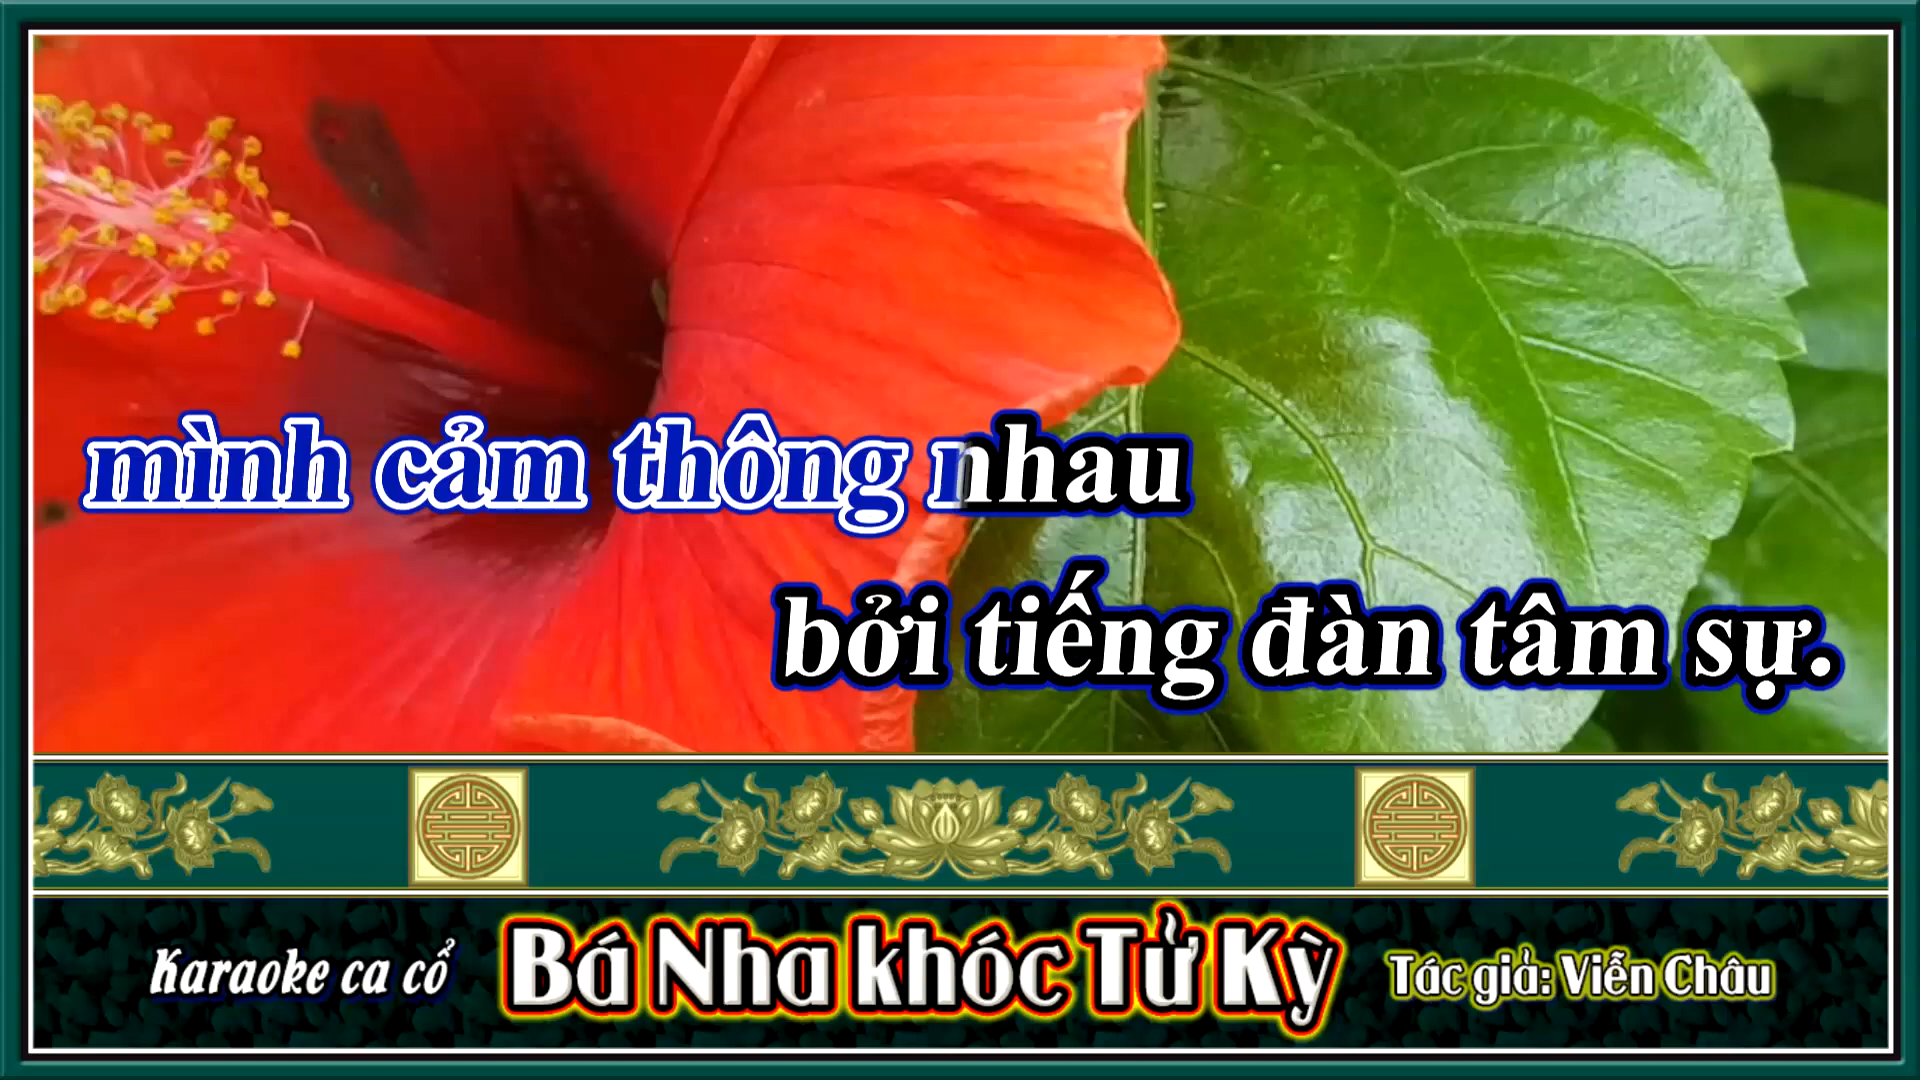 mình cảm thông nhau
bởi tiếng đàn tâm sự.
Karaoke ca cổ
Bá Nha khóc Tử Kỳ
Tác giả: Viễn Châu